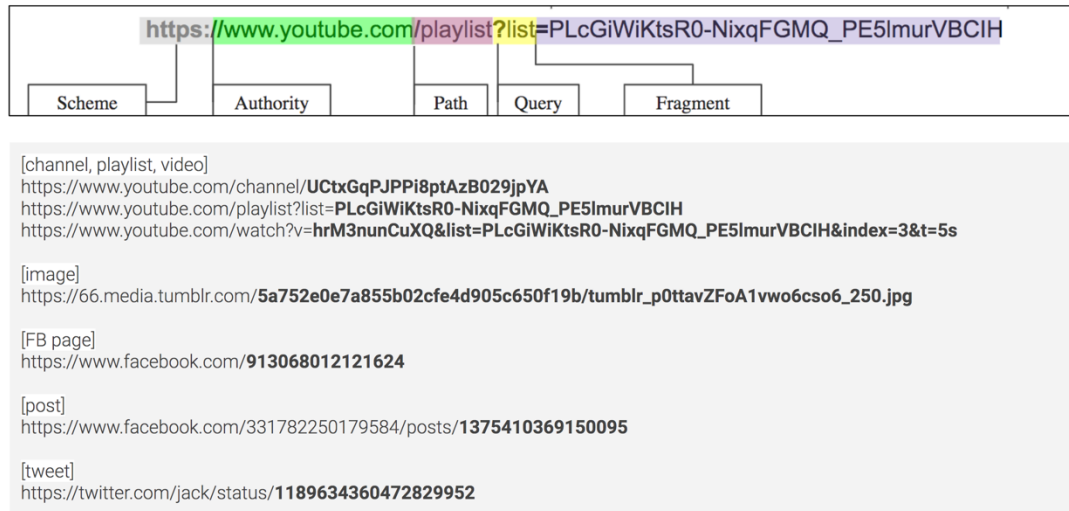 https://www.youtube.com/playlist?list=PLcGiWiKtsR0-NixqFGMQ_PE5lmurVBCIH
Scheme Authority Path Query Fragment
[channel, playlist, video]
https://www.youtube.com/channel/UCtxGqPJPPi8ptAzB029jpYA
https://www.youtube.com/playlist?list=PLcGiWiKtsR0-NixqFGMQ_PE5lmurVBCIH
https://www.youtube.com/watch?v=hrM3nunCuXQ&list=PLcGiWiKtsR0-NixqFGMQ_PE5lmurVBCIH&index=3&t=5s
[image]
https://66.media.tumblr.com/5a752e0e7a855b02cfe4d905c650f19b/tumblr_p0ttavZFoA1vwo6cso6_250.jpg
[FB page]
https://www.facebook.com/913068012121624
[post]
https://www.facebook.com/331782250179584/posts/1375410369150095
[tweet]
https://twitter.com/jack/status/1189634360472829952